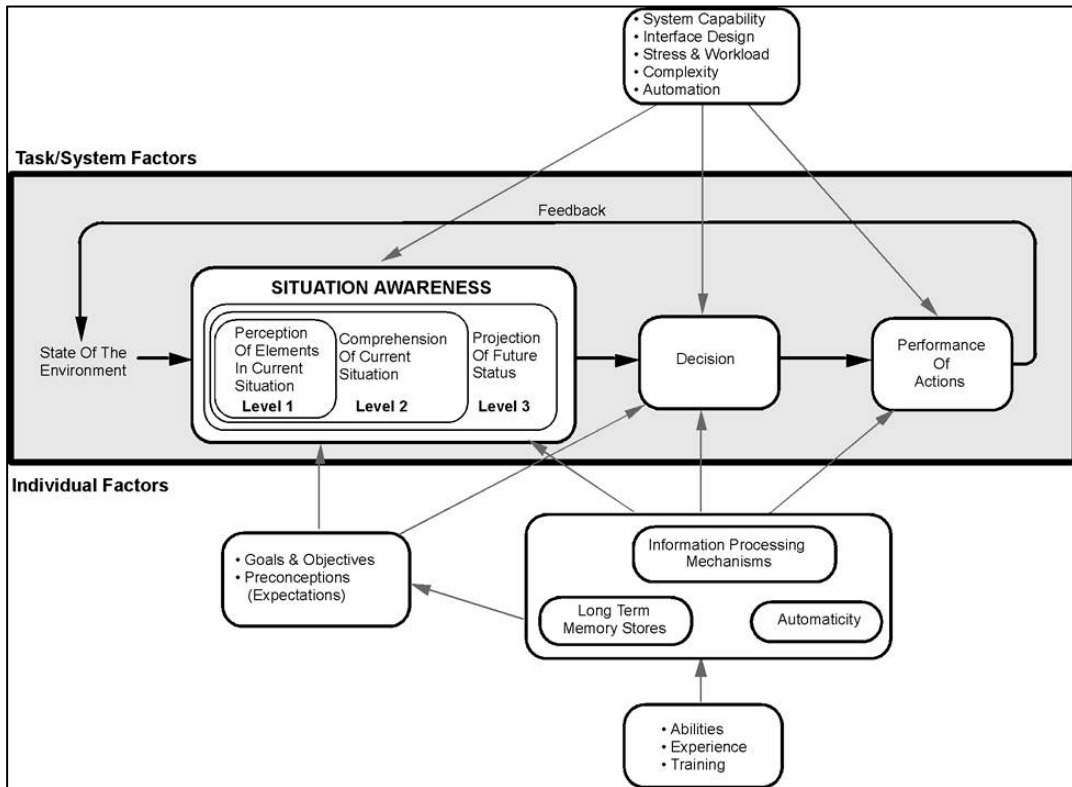 • System Capability
• Interface Design
• Stress & Workload
• Complexity
• Automation
Task/System Factors
Feedback
SITUATION AWARENESS
Perception
Of Elements
In Current
Situation
Level 1
Comprehension
Of Current
Situation
Level 2
Projection
Of Future
Status
Level 3
State Of The
Environment
Decision
Performance
Of
Actions
Individual Factors
• Goals & Objectives
• Preconceptions
(Expectations)
Information Processing
Mechanisms
Long Term
Memory Stores
Automaticity
• Abilities
• Experience
• Training